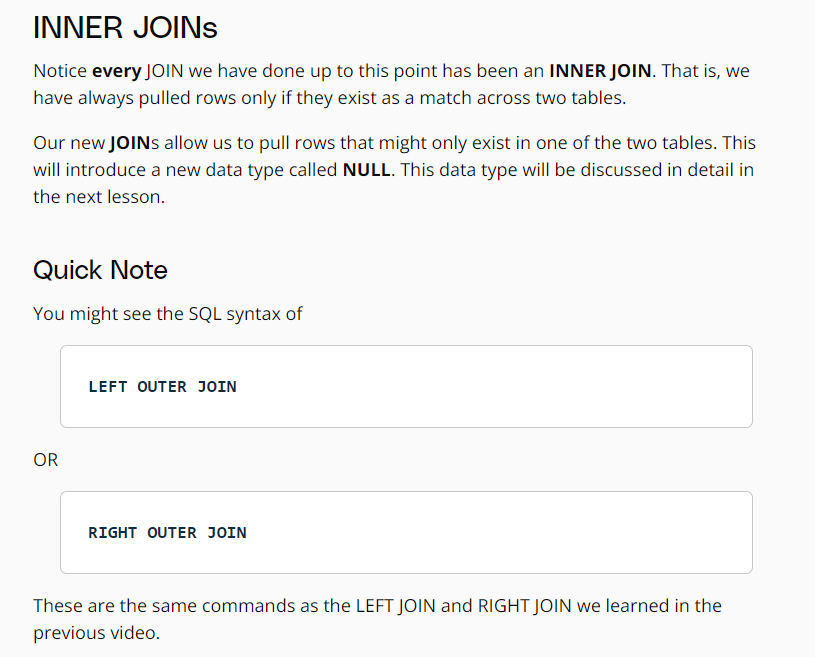 INNER JOINs
Notice every JOIN we have done up to this point has been an INNER JOIN. That is, we
have always pulled rows only if they exist as a match across two tables.
Our new JOINs allow us to pull rows that might only exist in one of the two tables. This
will introduce a new data type called NULL. This data type will be discussed in detail in
the next lesson.
Quick Note
You might see the SQL syntax of
LEFT OUTER JOIN
OR
RIGHT OUTER JOIN
These are the same commands as the LEFT JOIN and RIGHT JOIN we learned in the
previous video.